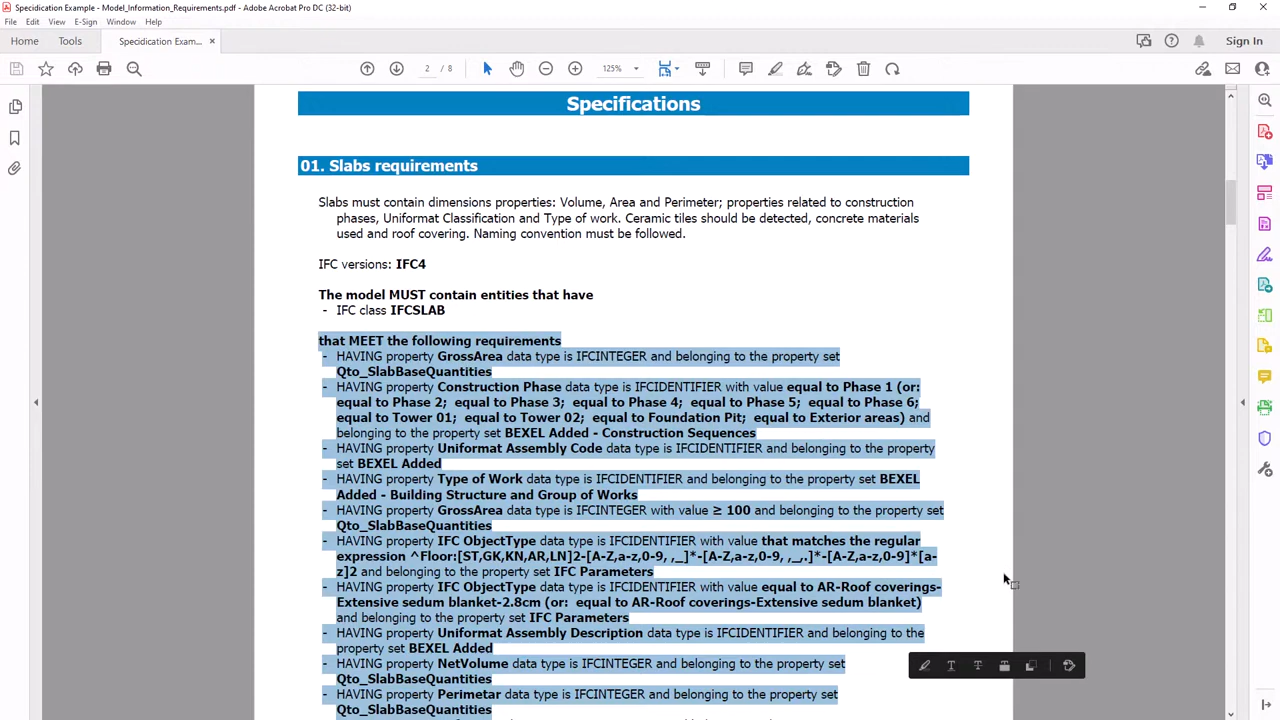 Specidication Example - Model_Information_Requirements.pdf - Adobe Acrobat Pro DC (32-bit)
File Edit View E-Sign Window Help
Home Tools Specidication Exam... × Sign In
2 / 8 125%
Specifications
01. Slabs requirements
Slabs must contain dimensions properties: Volume, Area and Perimeter; properties related to construction
phases, Uniformat Classification and Type of work. Ceramic tiles should be detected, concrete materials
used and roof covering. Naming convention must be followed.
IFC versions: IFC4
The model MUST contain entities that have
- IFC class IFCSLAB
that MEET the following requirements
- HAVING property GrossArea data type is IFCINTEGER and belonging to the property set
Qto_SlabBaseQuantities
- HAVING property Construction Phase data type is IFCIDENTIFIER with value equal to Phase 1 (or:
equal to Phase 2; equal to Phase 3; equal to Phase 4; equal to Phase 5; equal to Phase 6;
equal to Tower 01; equal to Tower 02; equal to Foundation Pit; equal to Exterior areas) and
belonging to the property set BEXEL Added - Construction Sequences
- HAVING property Uniformat Assembly Code data type is IFCIDENTIFIER and belonging to the property
set BEXEL Added
- HAVING property Type of Work data type is IFCIDENTIFIER and belonging to the property set BEXEL
Added - Building Structure and Group of Works
- HAVING property GrossArea data type is IFCINTEGER with value ≥ 100 and belonging to the property set
Qto_SlabBaseQuantities
- HAVING property IFC ObjectType data type is IFCIDENTIFIER with value that matches the regular
expression ^Floor:[ST,GK,KN,AR,LN]2-[A-Z,a-z,0-9, ,_]*-[A-Z,a-z,0-9, ,_,.]*-[A-Z,a-z,0-9]*[a-
z]2 and belonging to the property set IFC Parameters
- HAVING property IFC ObjectType data type is IFCIDENTIFIER with value equal to AR-Roof coverings-
Extensive sedum blanket-2.8cm (or: equal to AR-Roof coverings-Extensive sedum blanket)
and belonging to the property set IFC Parameters
- HAVING property Uniformat Assembly Description data type is IFCIDENTIFIER and belonging to the
property set BEXEL Added
- HAVING property NetVolume data type is IFCINTEGER and belonging to the property set
Qto_SlabBaseQuantities
- HAVING property Perimetar data type is IFCINTEGER and belonging to the property set
Qto_SlabBaseQuantities